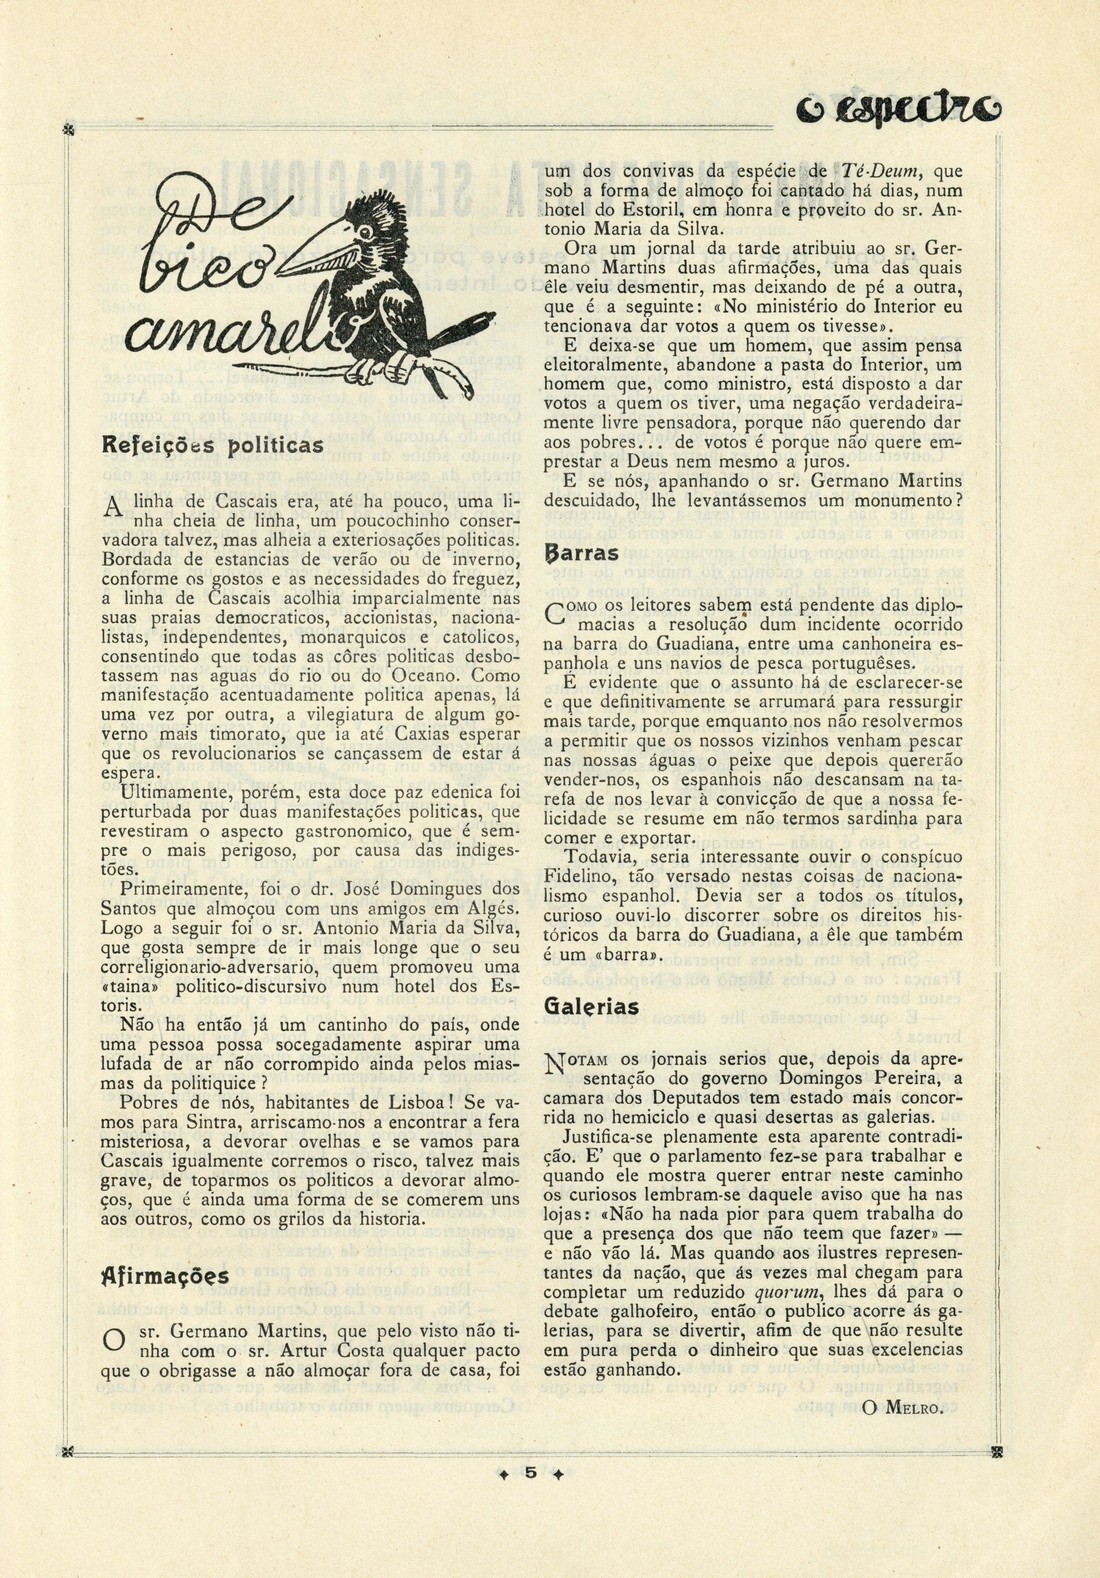 o espectro
De
bico
amarelo
Refeições politicas
A linha de Cascais era, até ha pouco, uma li-
nha cheia de linha, um poucochinho conser-
vadora talvez, mas alheia a exteriosações politicas.
Bordada de estancias de verão ou de inverno,
conforme os gostos e as necessidades do freguez,
a linha de Cascais acolhia imparcialmente nas
suas praias democraticos, accionistas, naciona-
listas, independentes, monarquicos e catolicos,
consentindo que todas as côres politicas desbo-
tassem nas aguas do rio ou do Oceano. Como
manifestação acentuadamente politica apenas, lá
uma vez por outra, a vilegiatura de algum go-
verno mais timorato, que ia até Caxias esperar
que os revolucionarios se cançassem de estar á
espera.
Ultimamente, porém, esta doce paz edenica foi
perturbada por duas manifestações politicas, que
revestiram o aspecto gastronomico, que é sem-
pre o mais perigoso, por causa das indiges-
tões.
Primeiramente, foi o dr. José Domingues dos
Santos que almoçou com uns amigos em Algés.
Logo a seguir foi o sr. Antonio Maria da Silva,
que gosta sempre de ir mais longe que o seu
correligionario-adversario, quem promoveu uma
«taina» politico-discursivo num hotel dos Es-
toris.
Não ha então já um cantinho do país, onde
uma pessoa possa socegadamente aspirar uma
lufada de ar não corrompido ainda pelos mias-
mas da politiquice?
Pobres de nós, habitantes de Lisboa! Se va-
mos para Sintra, arriscamo-nos a encontrar a fera
misteriosa, a devorar ovelhas e se vamos para
Cascais igualmente corremos o risco, talvez mais
grave, de toparmos os politicos a devorar almo-
ços, que é ainda uma forma de se comerem uns
aos outros, como os grilos da historia.
Afirmações
O sr. Germano Martins, que pelo visto não ti-
nha com o sr. Artur Costa qualquer pacto
que o obrigasse a não almoçar fora de casa, foi
um dos convivas da espécie de Té-Deum, que
sob a forma de almoço foi cantado há dias, num
hotel do Estoril, em honra e proveito do sr. An-
tonio Maria da Silva.
Ora um jornal da tarde atribuiu ao sr. Ger-
mano Martins duas afirmações, uma das quais
êle veiu desmentir, mas deixando de pé a outra,
que é a seguinte: «No ministério do Interior eu
tencionava dar votos a quem os tivesse».
E deixa-se que um homem, que assim pensa
eleitoralmente, abandone a pasta do Interior, um
homem que, como ministro, está disposto a dar
votos a quem os tiver, uma negação verdadeira-
mente livre pensadora, porque não querendo dar
aos pobres... de votos é porque não quere em-
prestar a Deus nem mesmo a juros.
E se nós, apanhando o sr. Germano Martins
descuidado, lhe levantássemos um monumento?
Barras
COMO os leitores sabem está pendente das diplo-
macias a resolução dum incidente ocorrido
na barra do Guadiana, entre uma canhoneira es-
panhola e uns navios de pesca portuguêses.
É evidente que o assunto há de esclarecer-se
e que definitivamente se arrumará para ressurgir
mais tarde, porque emquanto nos não resolvermos
a permitir que os nossos vizinhos venham pescar
nas nossas águas o peixe que depois quererão
vender-nos, os espanhois não descansam na ta-
refa de nos levar à convicção de que a nossa fe-
licidade se resume em não termos sardinha para
comer e exportar.
Todavia, seria interessante ouvir o conspícuo
Fidelino, tão versado nestas coisas de naciona-
lismo espanhol. Devia ser a todos os títulos,
curioso ouvi-lo discorrer sobre os direitos his-
tóricos da barra do Guadiana, a êle que também
é um «barra».
Galerias
NOTAM os jornais serios que, depois da apre-
sentação do governo Domingos Pereira, a
camara dos Deputados tem estado mais concor-
rida no hemiciclo e quasi desertas as galerias.
Justifica-se plenamente esta aparente contradi-
ção. E' que o parlamento fez-se para trabalhar e
quando ele mostra querer entrar neste caminho
os curiosos lembram-se daquele aviso que ha nas
lojas: «Não ha nada pior para quem trabalha do
que a presença dos que não teem que fazer» —
e não vão lá. Mas quando aos ilustres represen-
tantes da nação, que ás vezes mal chegam para
completar um reduzido quorum, lhes dá para o
debate galhofeiro, então o publico acorre ás ga-
lerias, para se divertir, afim de que não resulte
em pura perda o dinheiro que suas excelencias
estão ganhando.
O MELRO.
5